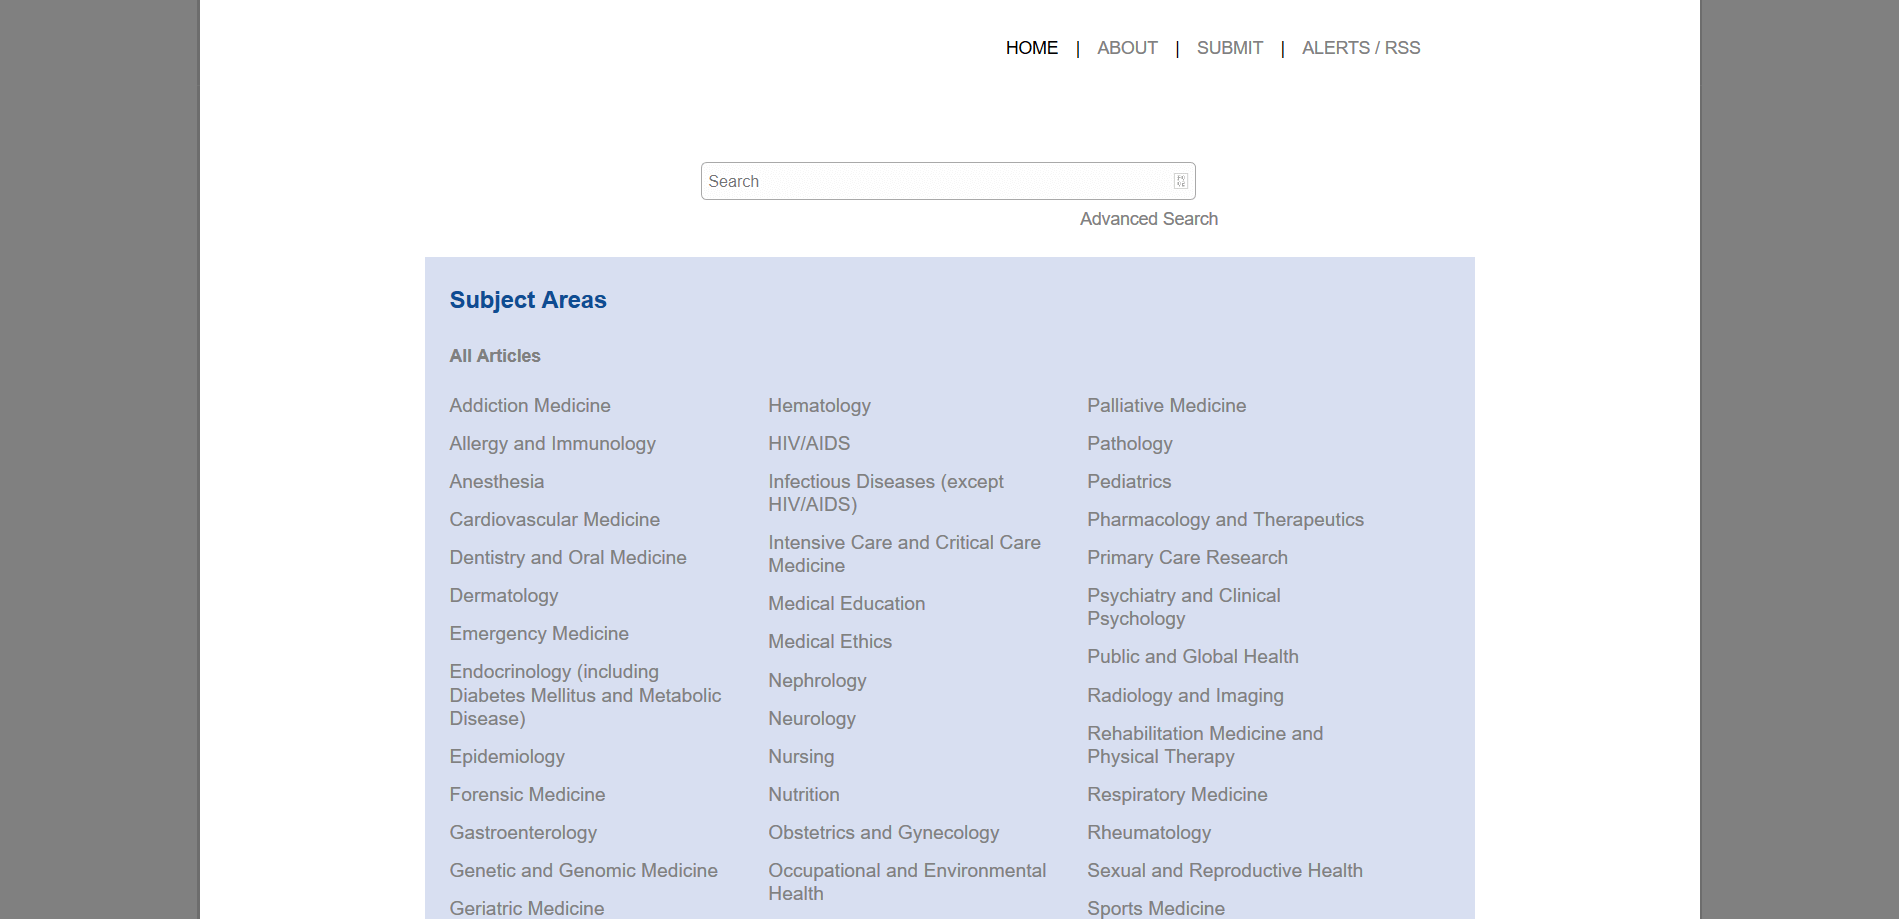 HOME | ABOUT | SUBMIT | ALERTS / RSS
Search
Advanced Search
Subject Areas
All Articles
Addiction Medicine
Allergy and Immunology
Anesthesia
Cardiovascular Medicine
Dentistry and Oral Medicine
Dermatology
Emergency Medicine
Endocrinology (including
Diabetes Mellitus and Metabolic
Disease)
Epidemiology
Forensic Medicine
Gastroenterology
Genetic and Genomic Medicine
Geriatric Medicine
Hematology
HIV/AIDS
Infectious Diseases (except
HIV/AIDS)
Intensive Care and Critical Care
Medicine
Medical Education
Medical Ethics
Nephrology
Neurology
Nursing
Nutrition
Obstetrics and Gynecology
Occupational and Environmental
Health
Palliative Medicine
Pathology
Pediatrics
Pharmacology and Therapeutics
Primary Care Research
Psychiatry and Clinical
Psychology
Public and Global Health
Radiology and Imaging
Rehabilitation Medicine and
Physical Therapy
Respiratory Medicine
Rheumatology
Sexual and Reproductive Health
Sports Medicine